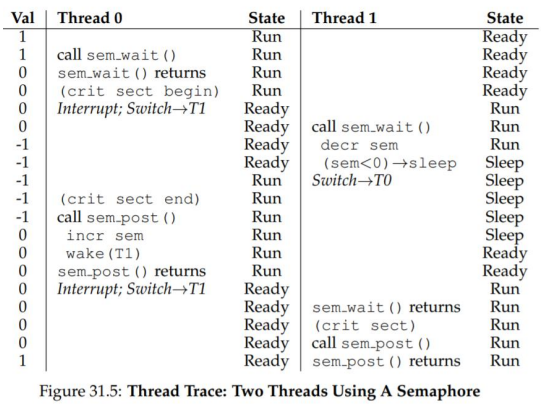 Val Thread 0 State Thread 1 State
1 Run Ready
1 call sem_wait() Run Ready
0 sem_wait() returns Run Ready
0 (crit sect begin) Run Ready
0 Interrupt; Switch→T1 Ready Run
0 Ready call sem_wait() Run
-1 Ready decr sem Run
-1 Ready (sem<0)→sleep Sleep
-1 Run Switch→T0 Sleep
-1 (crit sect end) Run Sleep
-1 call sem_post() Run Sleep
0 incr sem Run Sleep
0 wake(T1) Run Ready
0 sem_post() returns Run Ready
0 Interrupt; Switch→T1 Ready Run
0 Ready sem_wait() returns Run
0 Ready (crit sect) Run
0 Ready call sem_post() Run
1 Ready sem_post() returns Run
Figure 31.5: Thread Trace: Two Threads Using A Semaphore